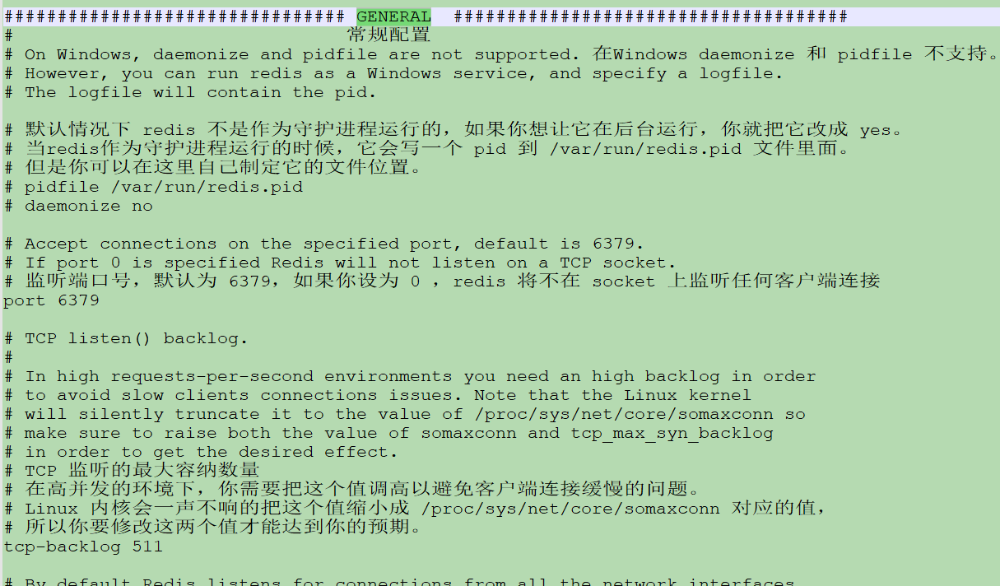 ################################ GENERAL  #####################################
#                                常规配置
# On Windows, daemonize and pidfile are not supported. 在Windows daemonize 和 pidfile 不支持。
# However, you can run redis as a Windows service, and specify a logfile.
# The logfile will contain the pid.
# 默认情况下 redis 不是作为守护进程运行的，如果你想让它在后台运行，你就把它改成 yes。
# 当redis作为守护进程运行的时候，它会写一个 pid 到 /var/run/redis.pid 文件里面。
# 但是你可以在这里自己制定它的文件位置。
# pidfile /var/run/redis.pid
# daemonize no
# Accept connections on the specified port, default is 6379.
# If port 0 is specified Redis will not listen on a TCP socket.
# 监听端口号，默认为 6379，如果你设为 0 ，redis 将不在 socket 上监听任何客户端连接
port 6379
# TCP listen() backlog.
#
# In high requests-per-second environments you need an high backlog in order
# to avoid slow clients connections issues. Note that the Linux kernel
# will silently truncate it to the value of /proc/sys/net/core/somaxconn so
# make sure to raise both the value of somaxconn and tcp_max_syn_backlog
# in order to get the desired effect.
# TCP 监听的最大容纳数量
# 在高并发的环境下，你需要把这个值调高以避免客户端连接缓慢的问题。
# Linux 内核会一声不响的把这个值缩小成 /proc/sys/net/core/somaxconn 对应的值，
# 所以你要修改这两个值才能达到你的预期。
tcp-backlog 511
# By default Redis listens for connections from all the network interfaces